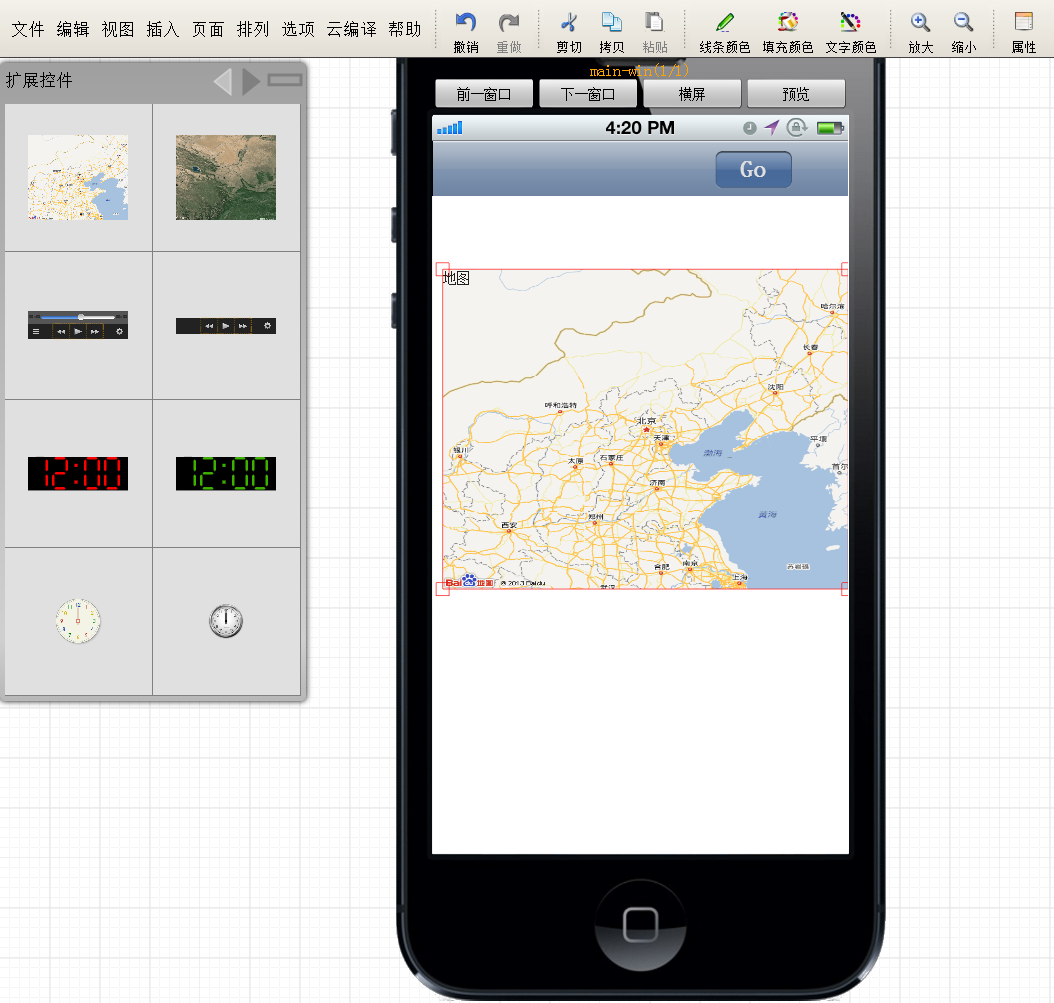 文件 编辑 视图 插入 页面 排列 选项 云编译 帮助
撤销 重做 剪切 拷贝 粘贴 线条颜色 填充颜色 文字颜色 放大 缩小 属性
扩展控件
main-win(1/1)
前一窗口 下一窗口 横屏 预览
4:20 PM
Go
地图
哈尔滨
长春
沈阳
呼和浩特
北京
天津
平壤
银川
渤海
太原 石家庄
首尔
济南
黄海
郑州
西安
合肥 南京
济州岛
上海
Bai 地图 © 2013 Baidu
武汉
12:00 12:00